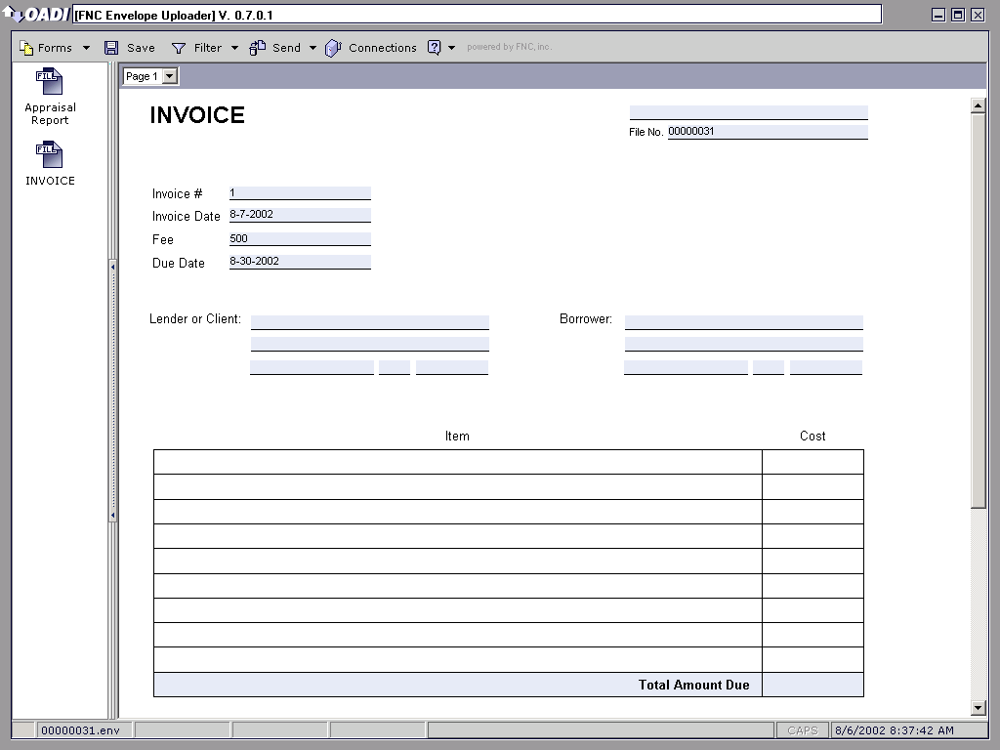 OADI [FNC Envelope Uploader] V. 0.7.0.1
Forms Save Filter Send Connections ? powered by FNC, inc.
Page 1
FILE
Appraisal
Report
FILE
INVOICE
INVOICE
File No. 00000031
Invoice # 1
Invoice Date 8-7-2002
Fee 500
Due Date 8-30-2002
Lender or Client: Borrower:
Item Cost
Total Amount Due
00000031.env CAPS 8/6/2002 8:37:42 AM